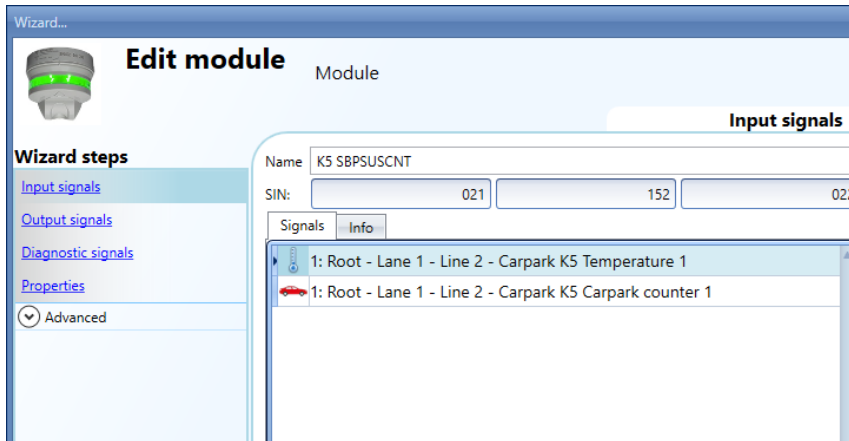 Wizard...
Edit module
Module
Input signals
Wizard steps
Input signals
Output signals
Diagnostic signals
Properties
Advanced
Name K5 SBPSUSCNT
SIN: 021 152
Signals Info
1: Root - Lane 1 - Line 2 - Carpark K5 Temperature 1
1: Root - Lane 1 - Line 2 - Carpark K5 Carpark counter 1